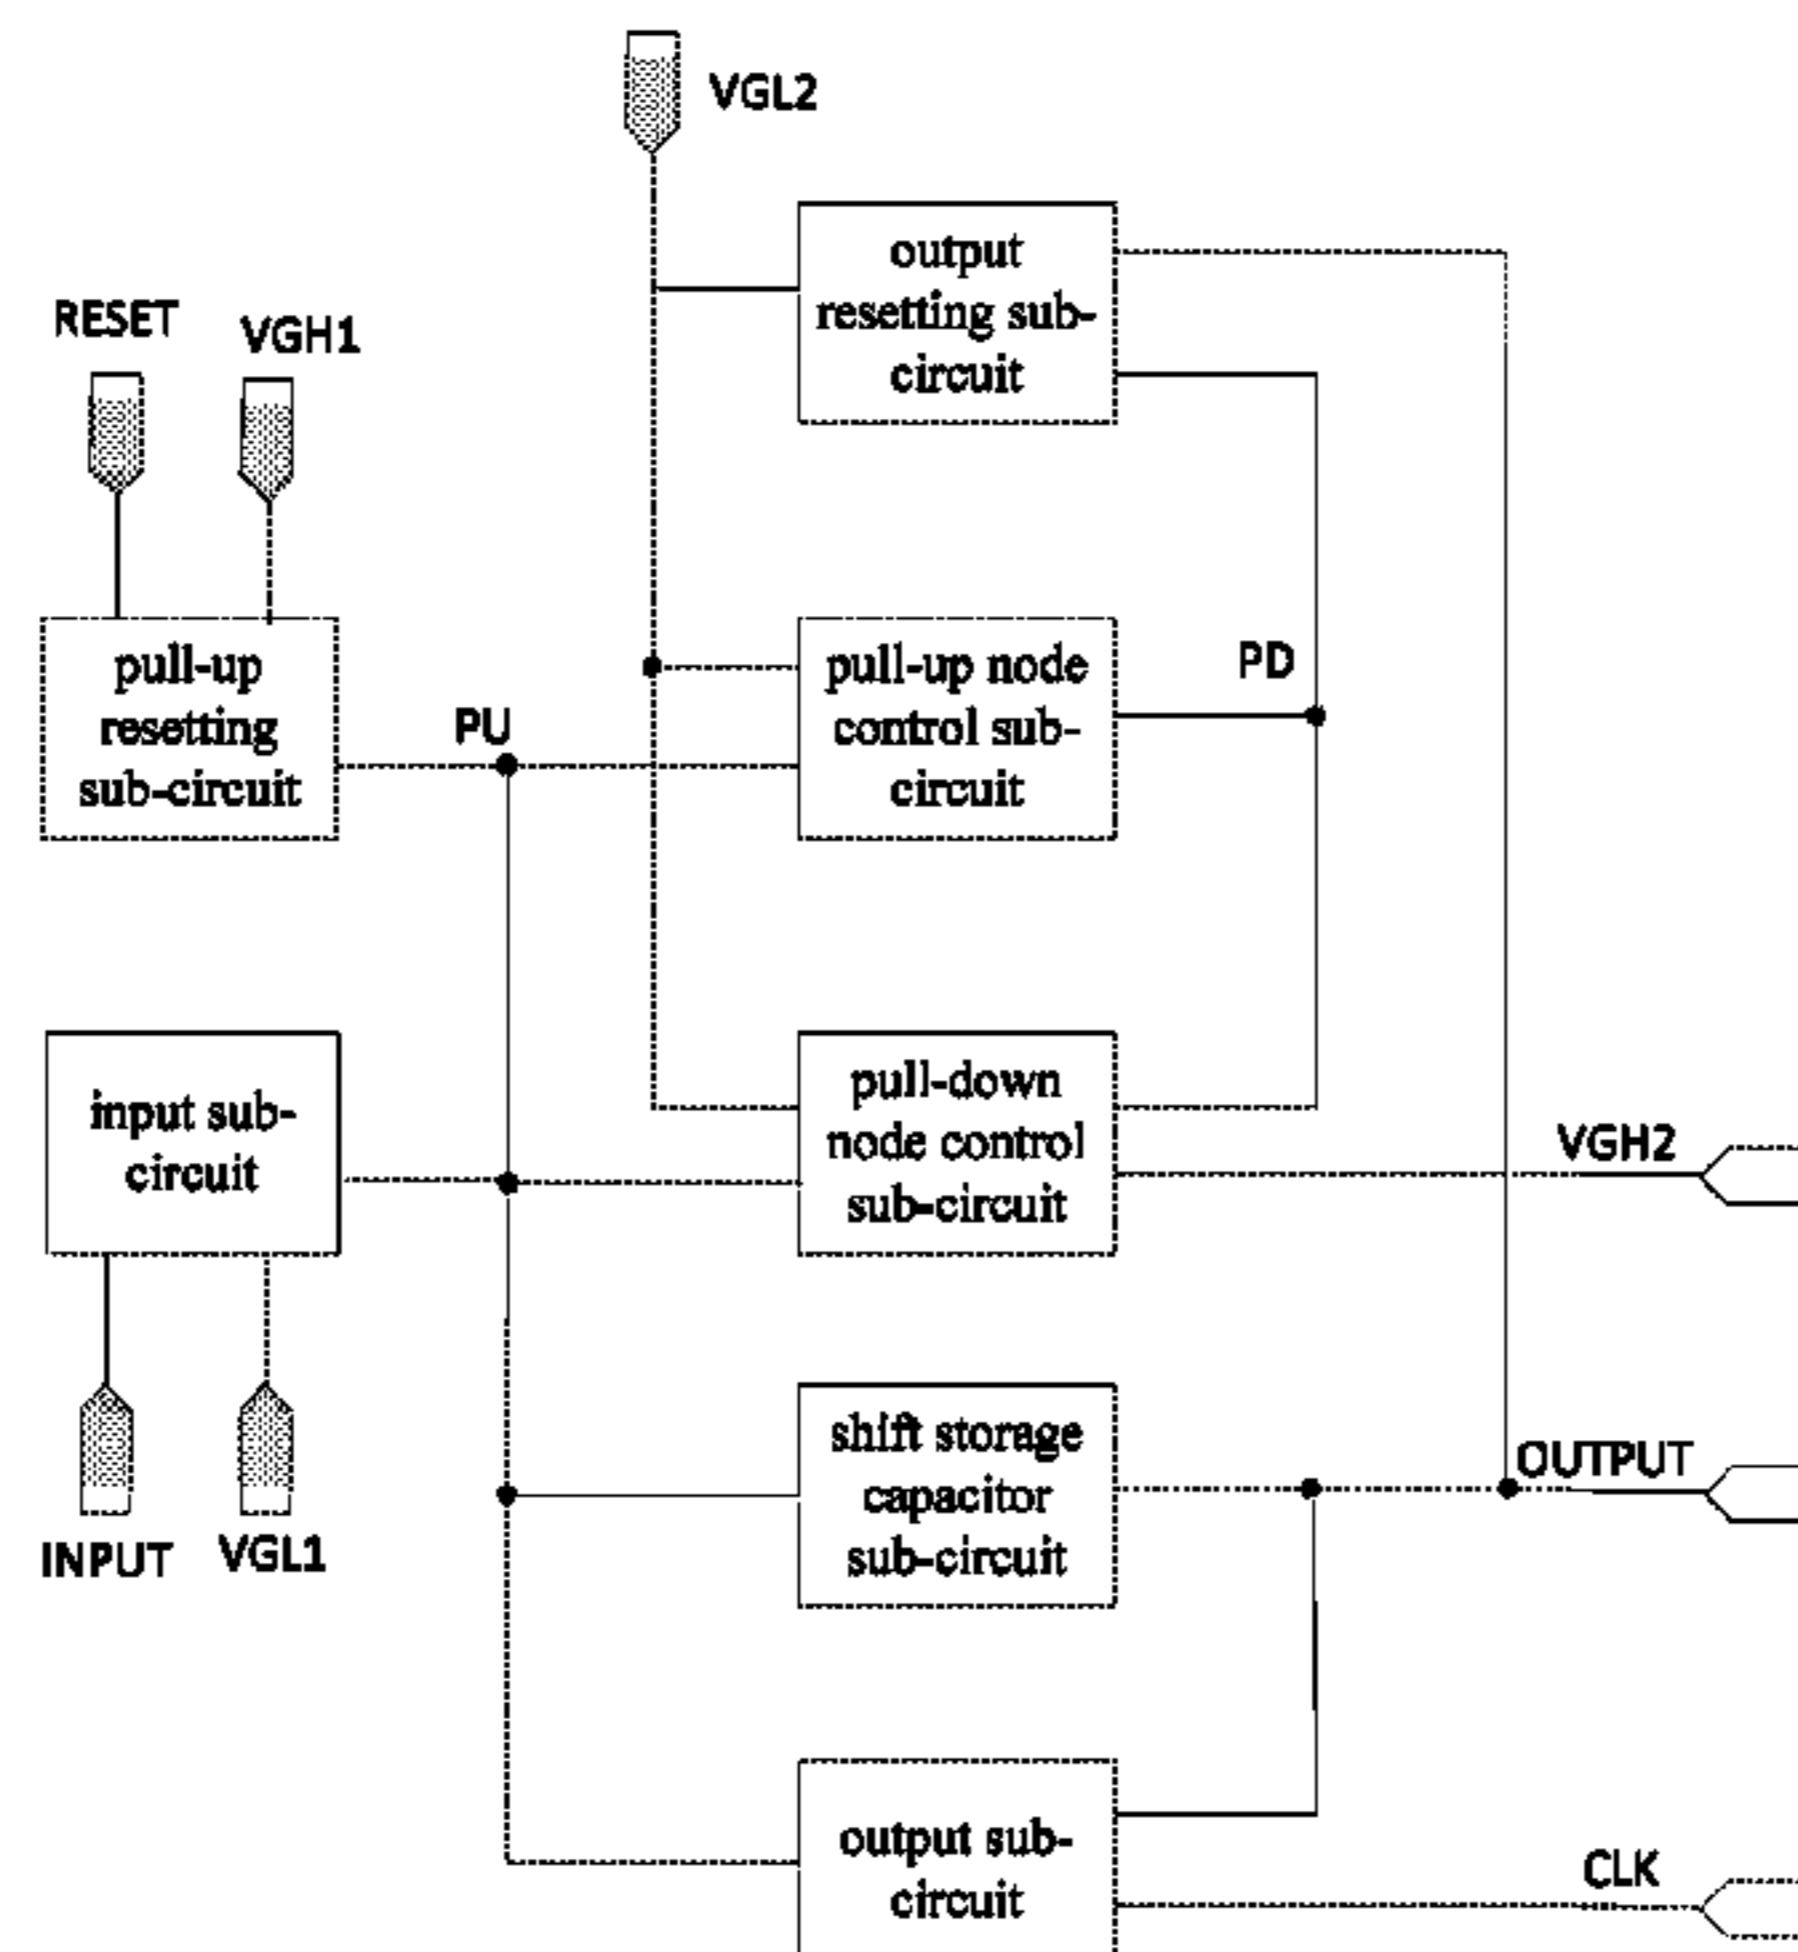 VGL2
output
resetting sub-
circuit
RESET
VGH1
pull-up
resetting
sub-circuit
PU
pull-up node
control sub-
circuit
PD
input sub-
circuit
pull-down
node control
sub-circuit
VGH2
INPUT
VGL1
shift storage
capacitor
sub-circuit
OUTPUT
output sub-
circuit
CLK